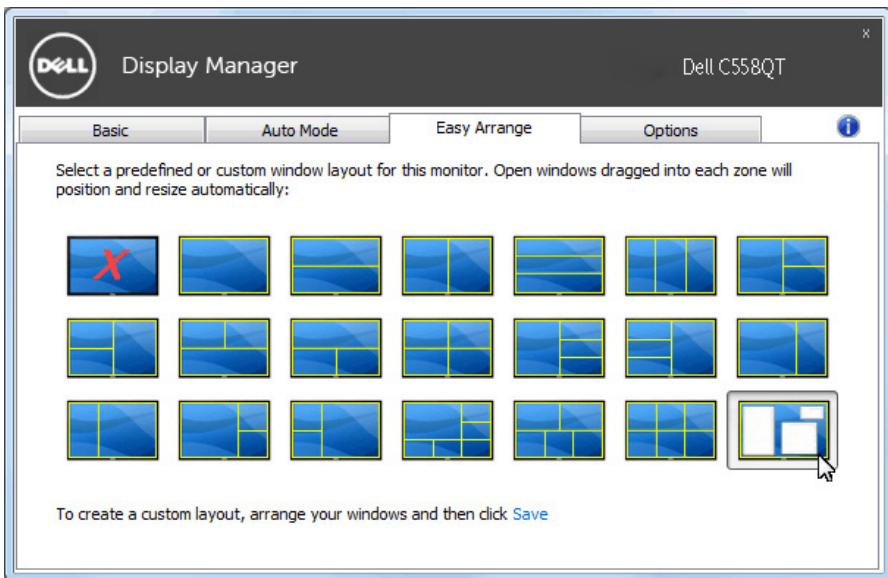 x
DELL Display Manager Dell C558QT
Basic Auto Mode Easy Arrange Options i
Select a predefined or custom window layout for this monitor. Open windows dragged into each zone will
position and resize automatically:
X
To create a custom layout, arrange your windows and then click Save